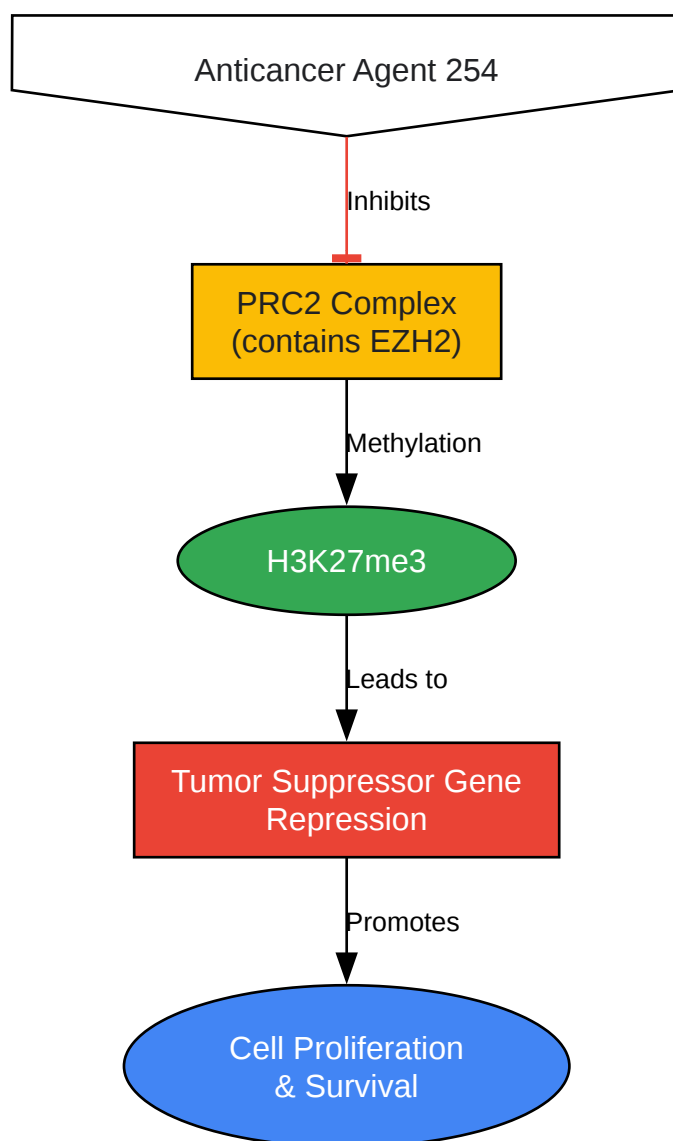 Anticancer Agent 254
Inhibits
PRC2 Complex
(contains EZH2)
Methylation
H3K27me3
Leads to
Tumor Suppressor Gene
Repression
Promotes
Cell Proliferation
& Survival